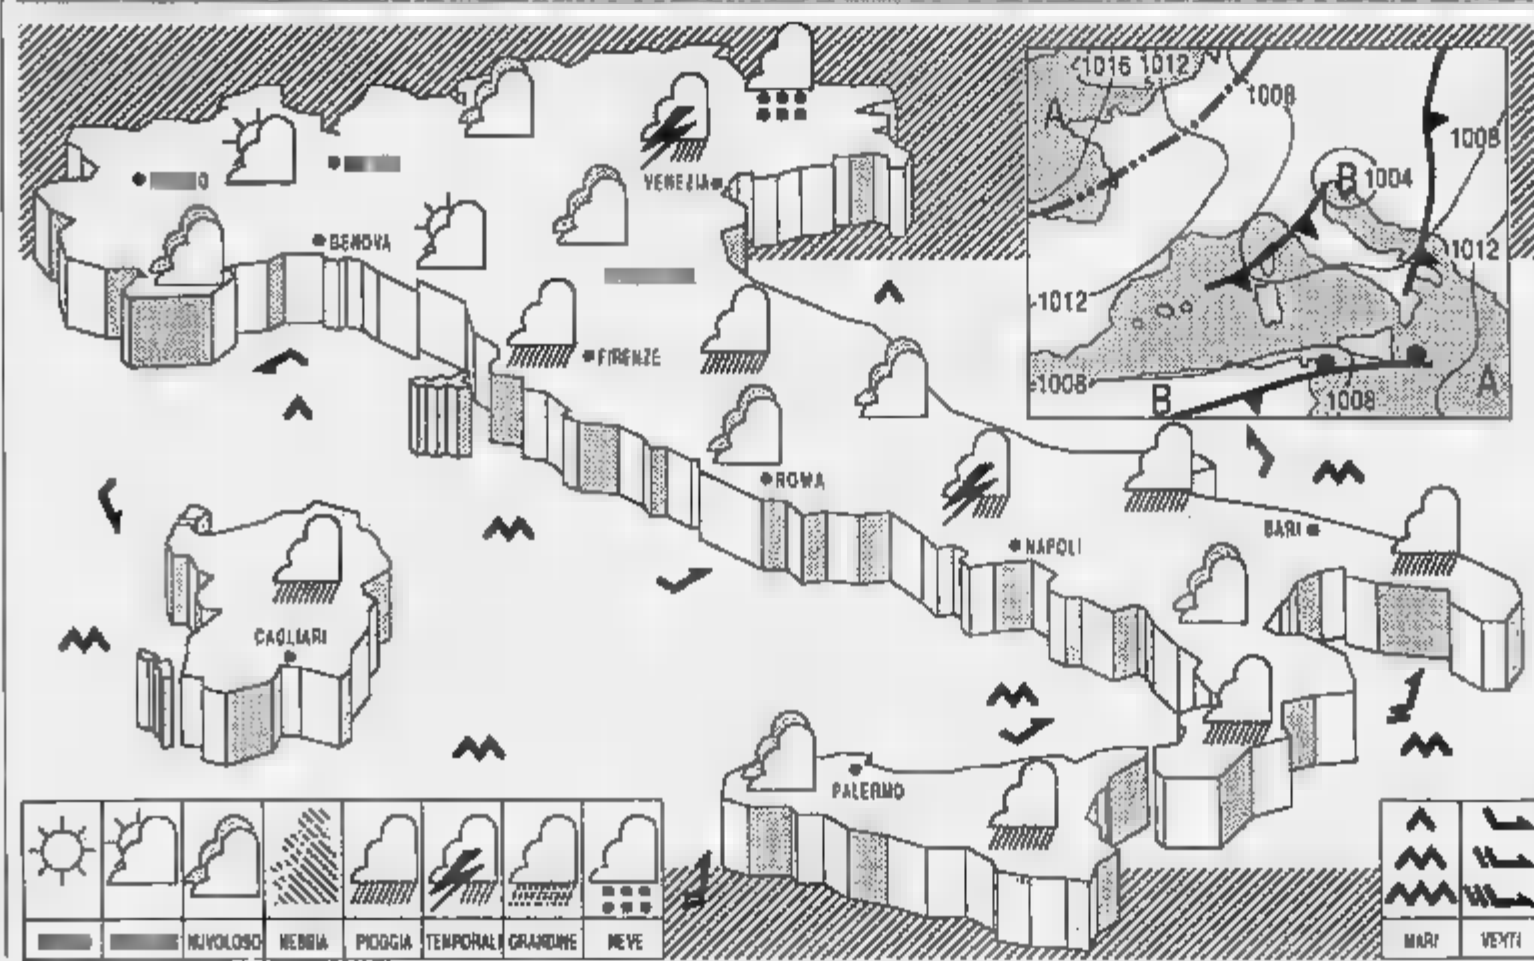 1016 1012
A
1008
1008
B 1004
1012
1012
1008
B
1008
A
VENEZIA
GENOVA
FIRENZE
ROMA
NAPOLI
BARI
CAGLIARI
PALERMO
NUVOLOSO NEBBIA PIOGGIA TEMPORALI GRANDINE NEVE
MARI VENTI